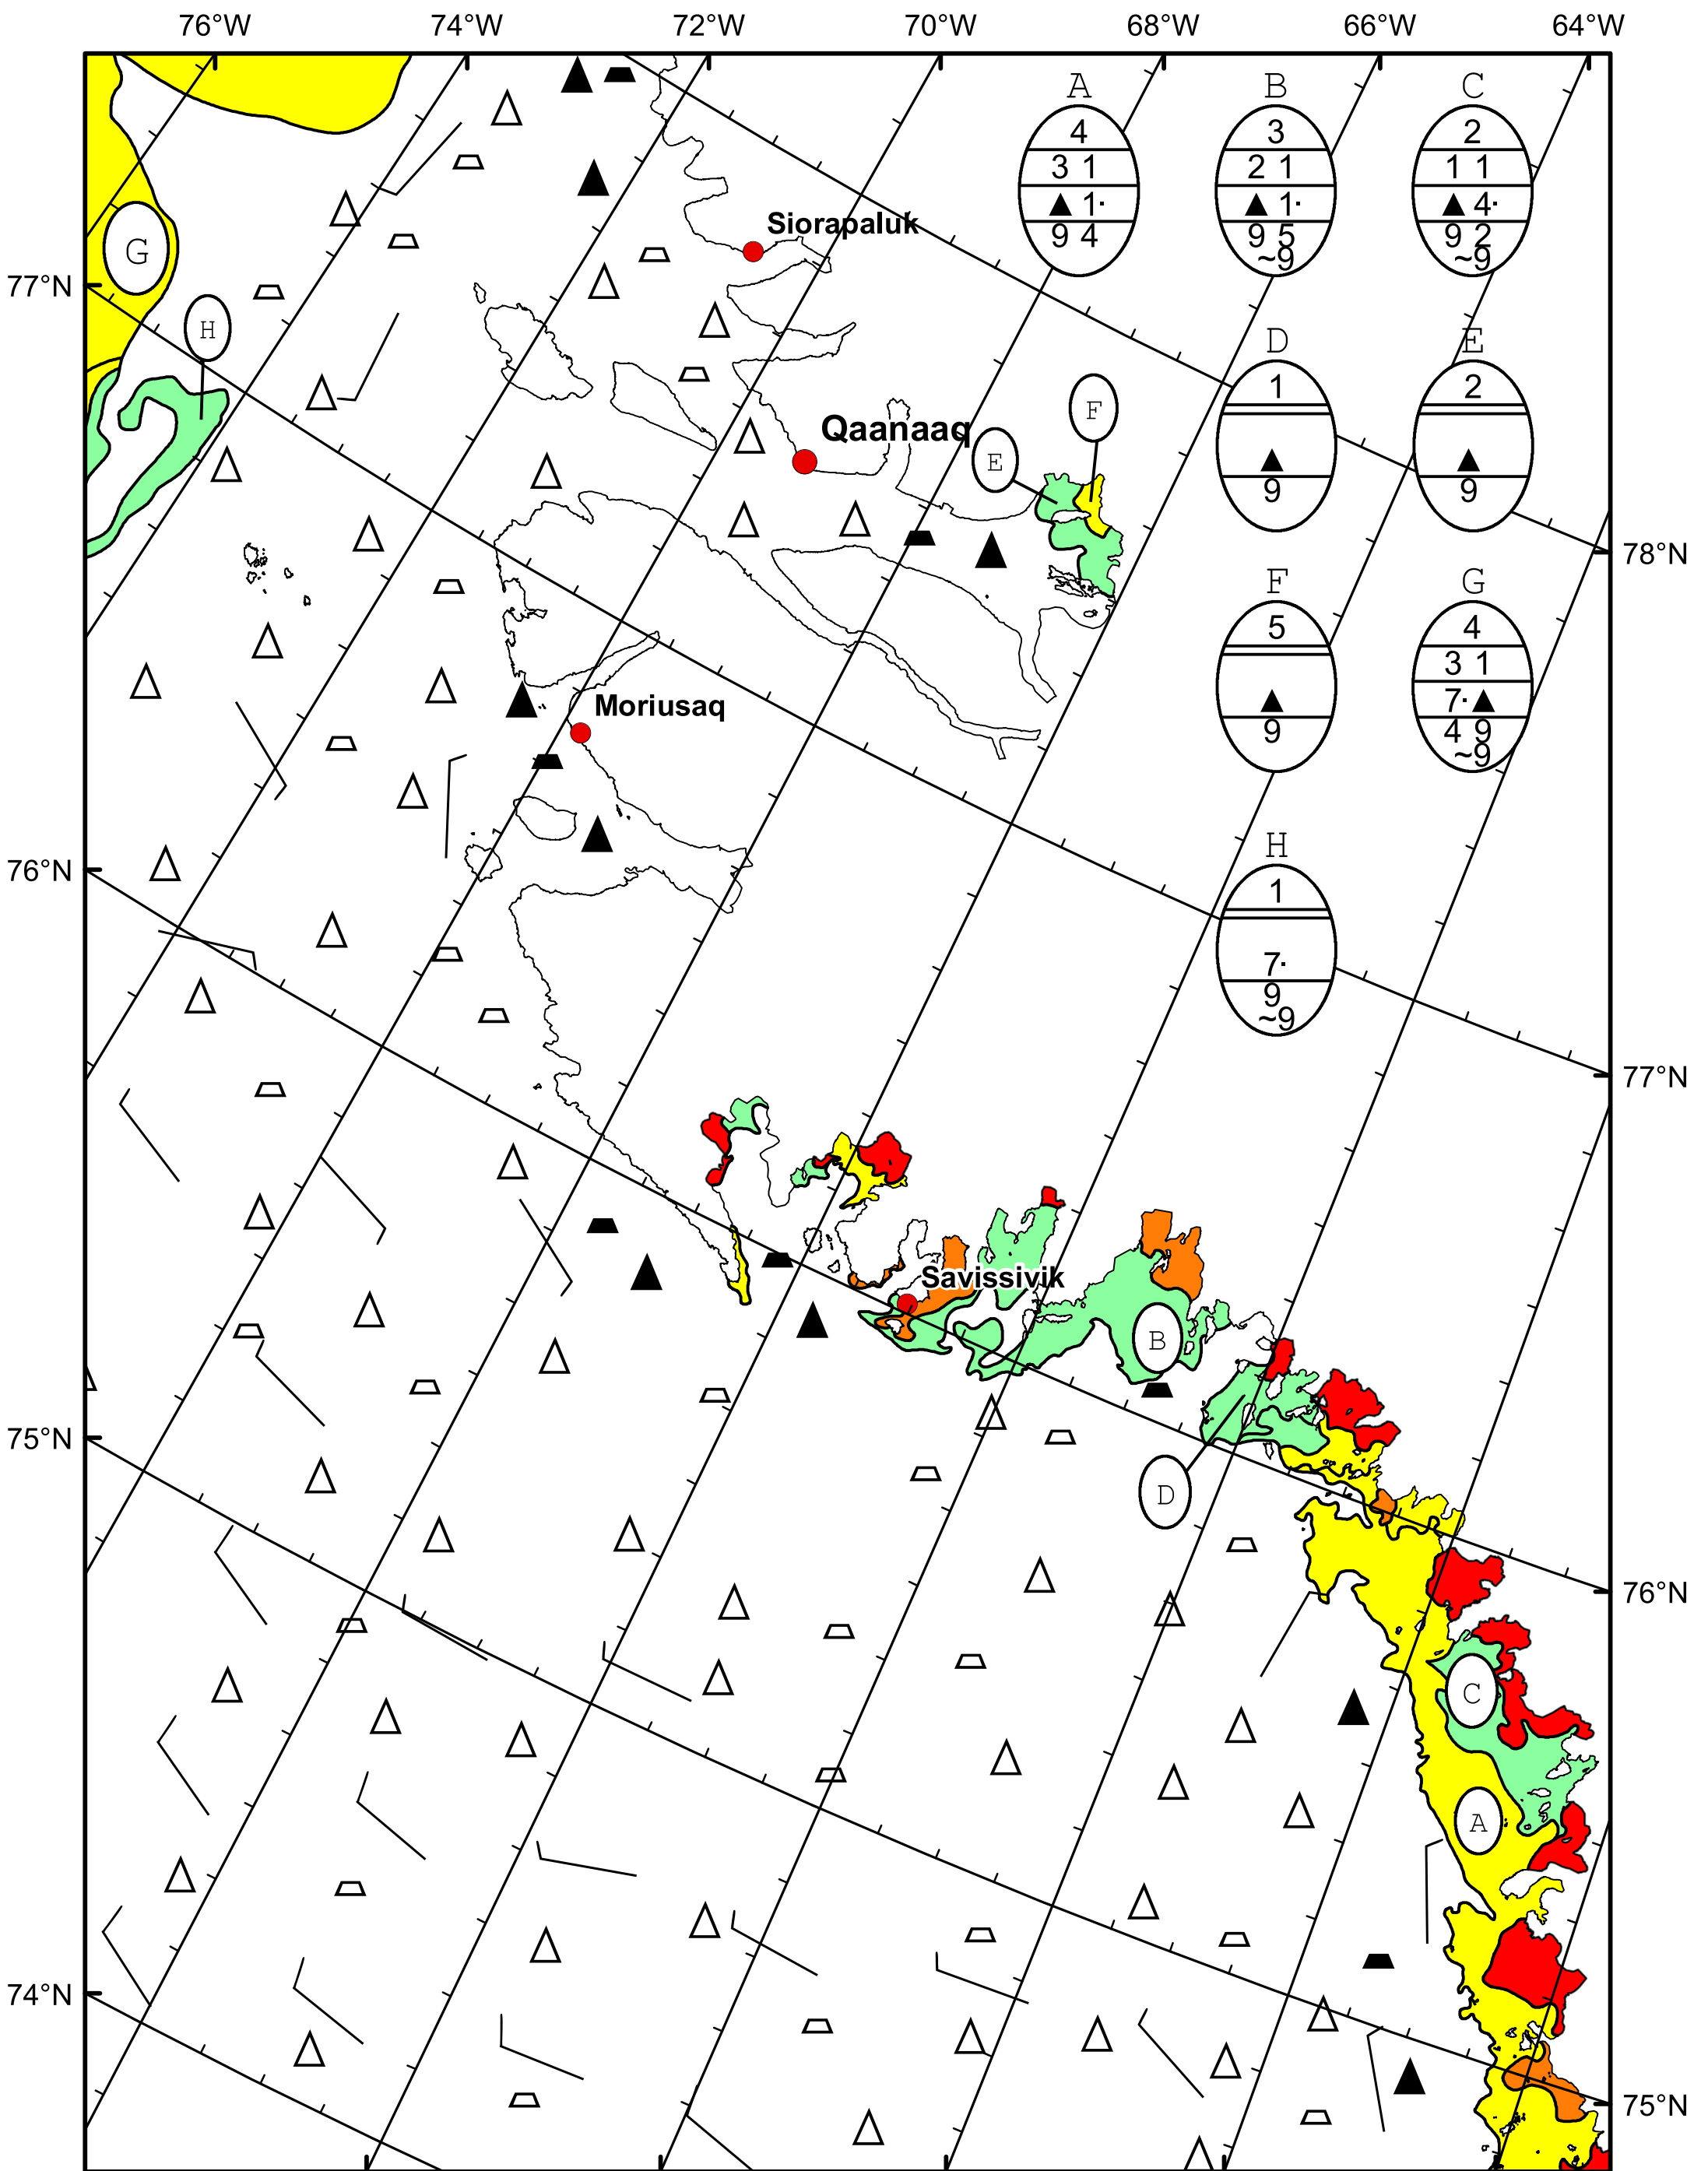 76°W 74°W 72°W 70°W 68°W 66°W 64°W
A B C
4 3 2
3 1 2 1 1 1
▲ 1· ▲ 1· ▲ 4·
9 4 9 5 9 2
~9 ~9
Siorapaluk
G
77°N
H
D E
1 2
▲ ▲
9 9
F
Qaanaaq
E
78°N
F G
5 4
3 1
▲ 7· ▲
9 4 9
~9
Moriusaq
H
1
7·
9
~9
76°N
77°N
Savissivik
B
75°N
D
76°N
C
A
74°N
75°N